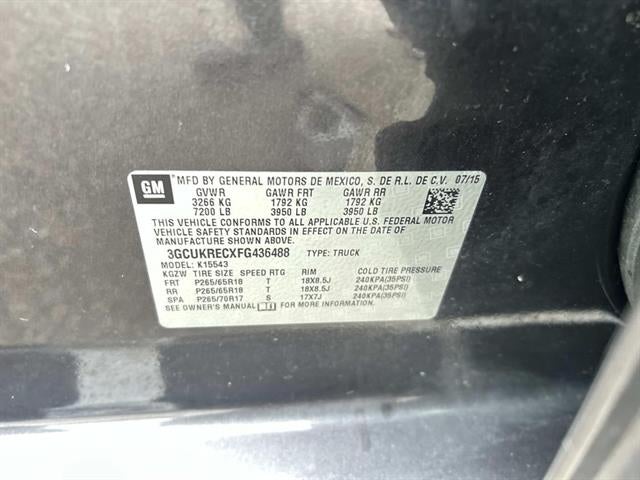 GM MFD BY GENERAL MOTORS DE MEXICO, S. DE R.L. DE C.V. 07/15
GVWR GAWR FRT GAWR RR
3266 KG 1792 KG 1792 KG
7200 LB 3950 LB 3950 LB
THIS VEHICLE CONFORMS TO ALL APPLICABLE U.S. FEDERAL MOTOR
VEHICLE SAFETY STANDARDS IN EFFECT ON THE DATE OF
MANUFACTURE SHOWN ABOVE.
3GCUKRECXFG436488 TYPE: TRUCK
MODEL: K15543
KGZW TIRE SIZE SPEED RTG RIM COLD TIRE PRESSURE
FRT P265/65R18 T 18X8.5J 240KPA(35PSI)
RR P265/65R18 T 18X8.5J 240KPA(35PSI)
SPA P265/70R17 S 17X7J 240KPA(35PSI)
SEE OWNER'S MANUAL FOR MORE INFORMATION.